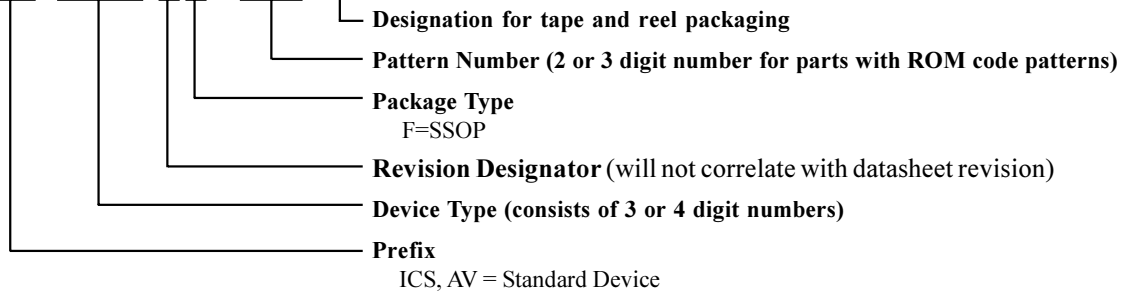 Designation for tape and reel packaging
Pattern Number (2 or 3 digit number for parts with ROM code patterns)
Package Type
F=SSOP
Revision Designator (will not correlate with datasheet revision)
Device Type (consists of 3 or 4 digit numbers)
Prefix
ICS, AV = Standard Device